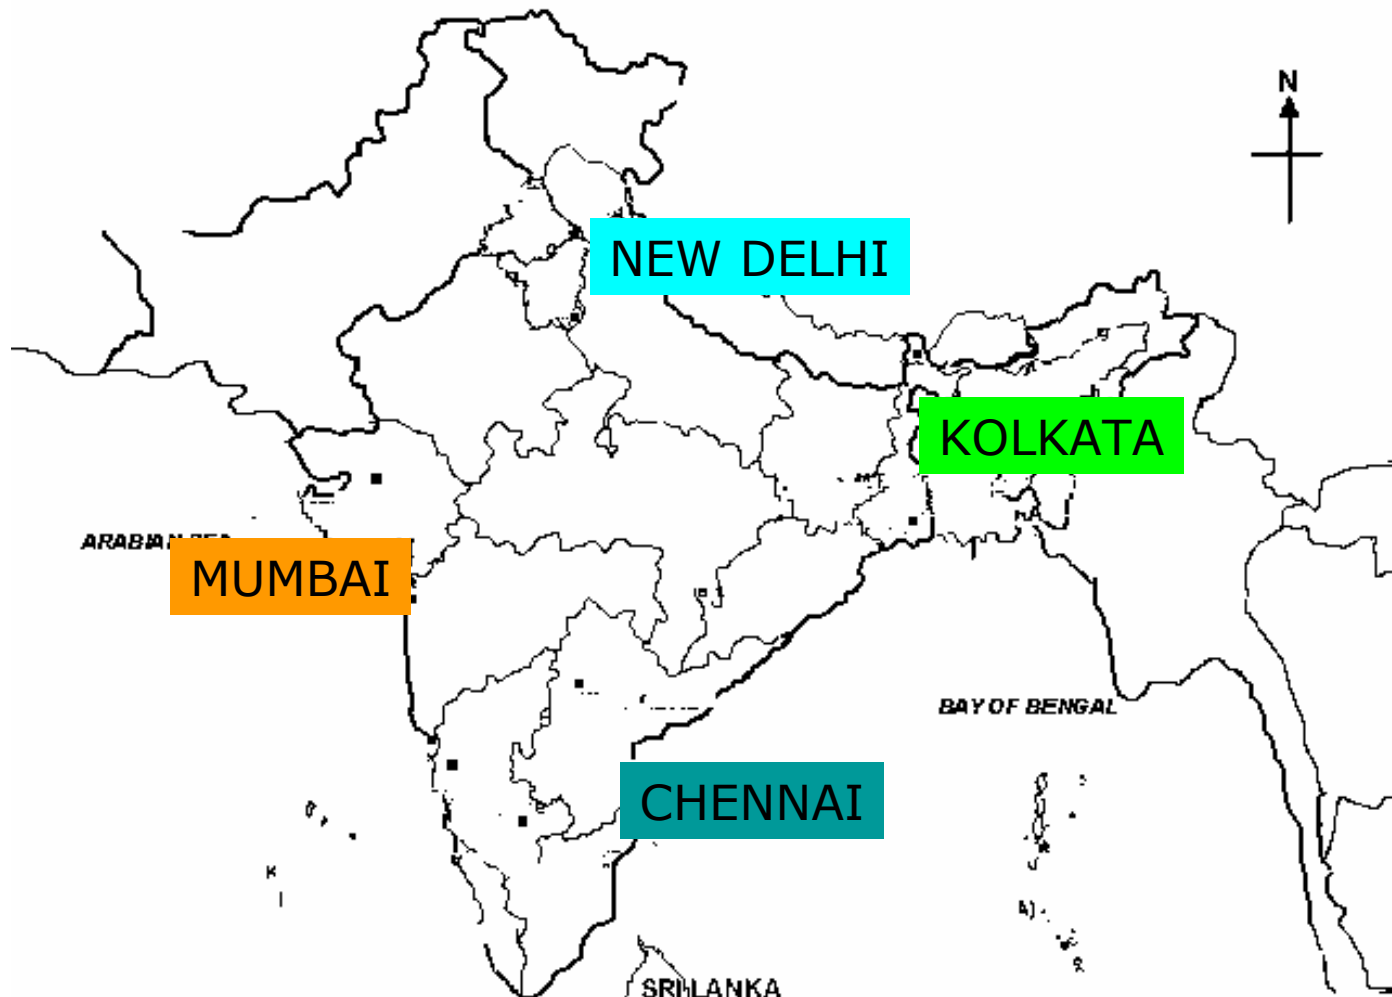 N
NEW DELHI
KOLKATA
MUMBAI
BAY OF BENGAL
CHENNAI
SRI LANKA